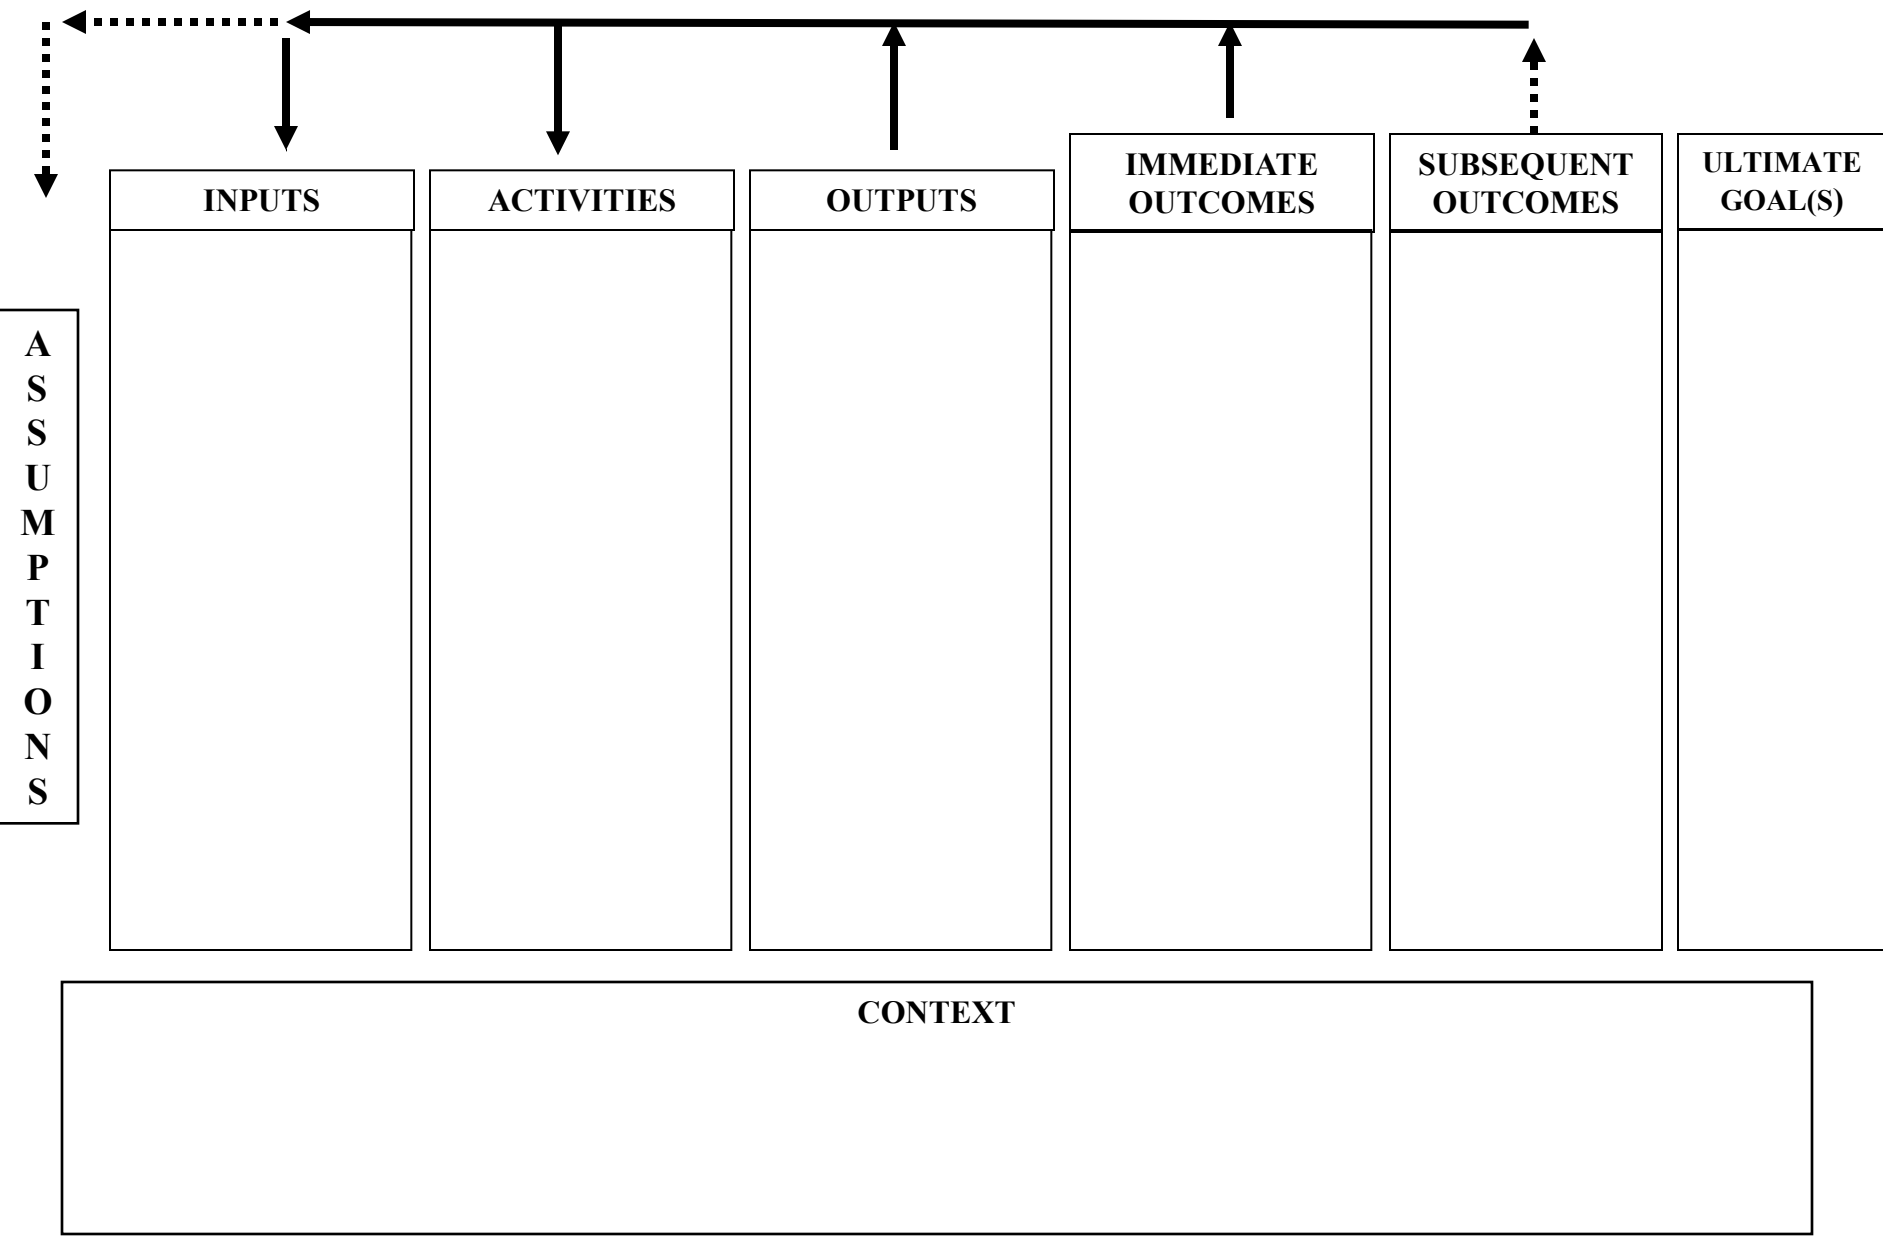 INPUTS
ACTIVITIES
OUTPUTS
IMMEDIATE
OUTCOMES
SUBSEQUENT
OUTCOMES
ULTIMATE
GOAL(S)
A
S
S
U
M
P
T
I
O
N
S
CONTEXT